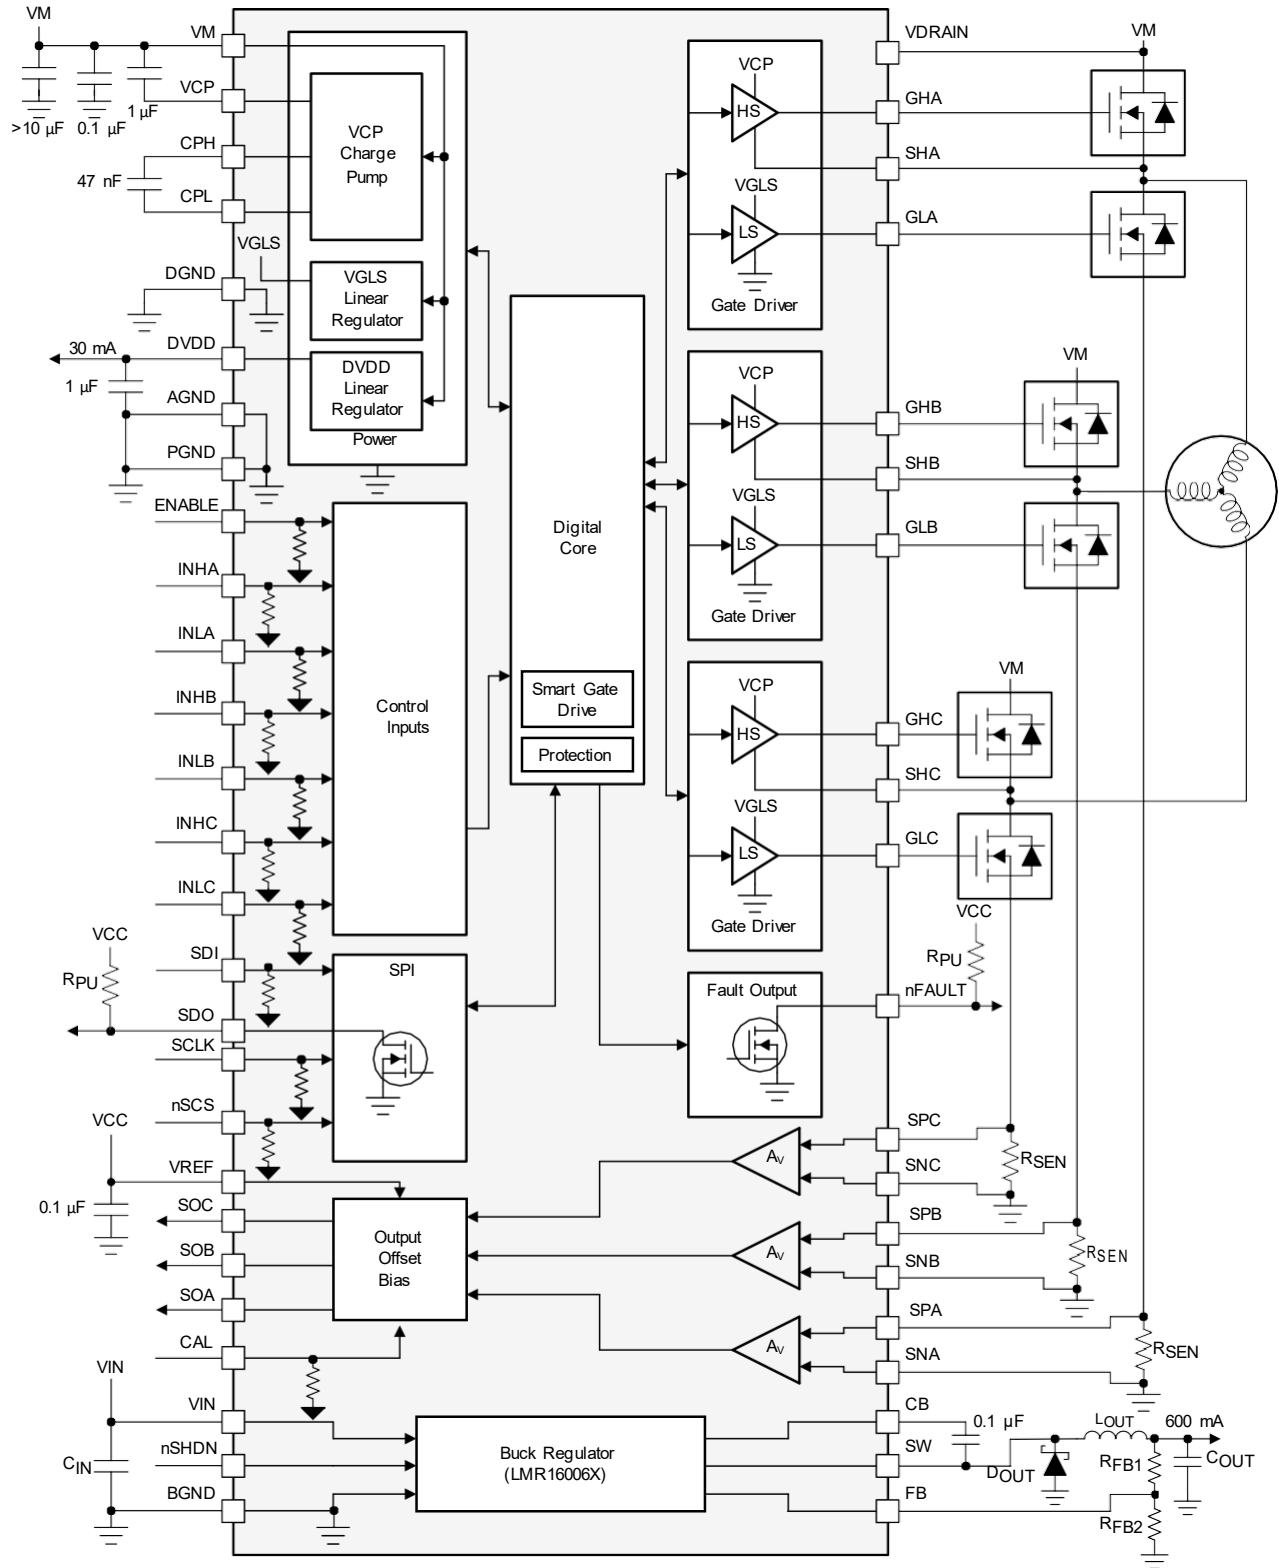 VM
VM
VCP
>10 µF
0.1 µF
1 µF
CPH
47 nF
CPL
VGLS
DGND
30 mA
DVDD
1 µF
AGND
PGND
ENABLE
INHA
INLA
INHB
INLB
INHC
INLC
VCC
SDI
RPU
SDO
SCLK
nSCS
VCC
VREF
0.1 µF
SOC
SOB
SOA
CAL
VIN
VIN
nSHDN
CIN
BGND
VCP
Charge
Pump
VGLS
Linear
Regulator
DVDD
Linear
Regulator
Power
Control
Inputs
SPI
Output
Offset
Bias
Digital
Core
Smart Gate
Drive
Protection
Buck Regulator
(LMR16006X)
VCP
HS
VGLS
LS
Gate Driver
VCP
HS
VGLS
LS
Gate Driver
VCP
HS
VGLS
LS
Gate Driver
Fault Output
AV
AV
AV
VDRAIN
VM
GHA
SHA
GLA
VM
GHB
SHB
GLB
VM
GHC
SHC
GLC
VCC
RPU
nFAULT
SPC
SNC
RSEN
SPB
SNB
RSEN
SPA
SNA
RSEN
CB
0.1 µF
LOUT
600 mA
SW
DOUT
RFB1
COUT
FB
RFB2